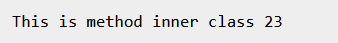 This is method inner class 23